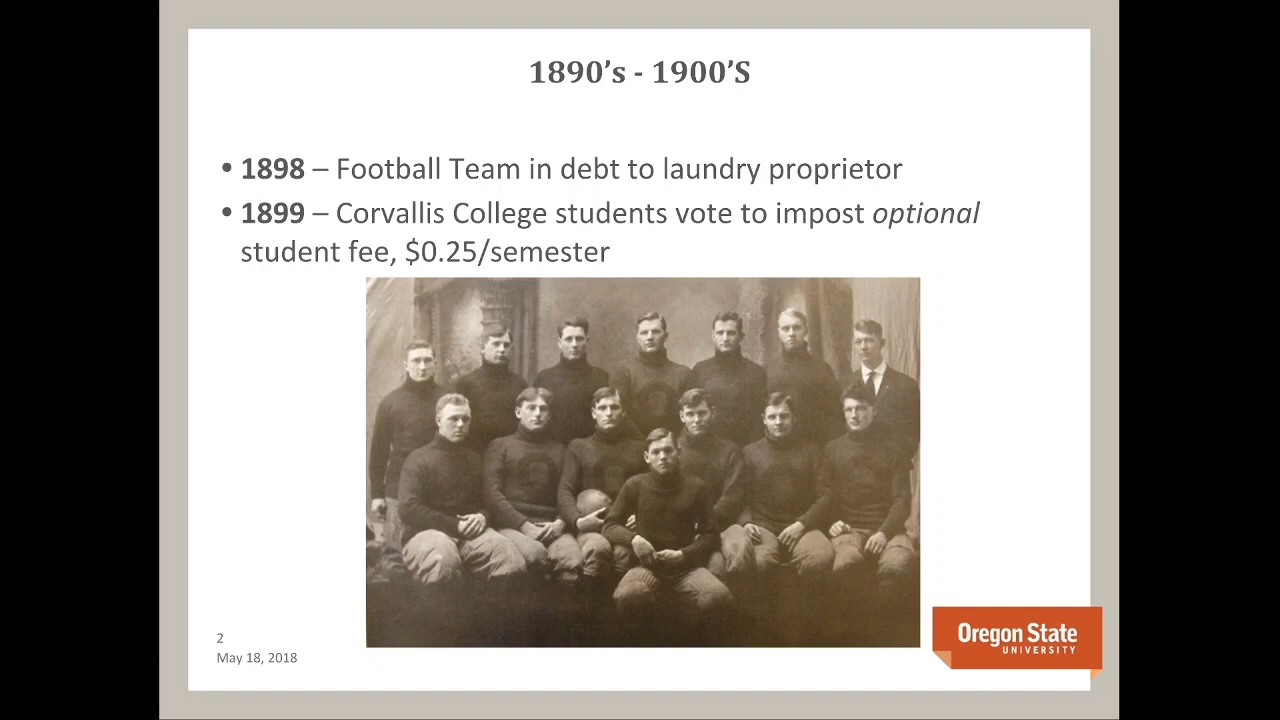 1890’s - 1900’S
• 1898 – Football Team in debt to laundry proprietor
• 1899 – Corvallis College students vote to impost optional
student fee, $0.25/semester
2
May 18, 2018
Oregon State
UNIVERSITY